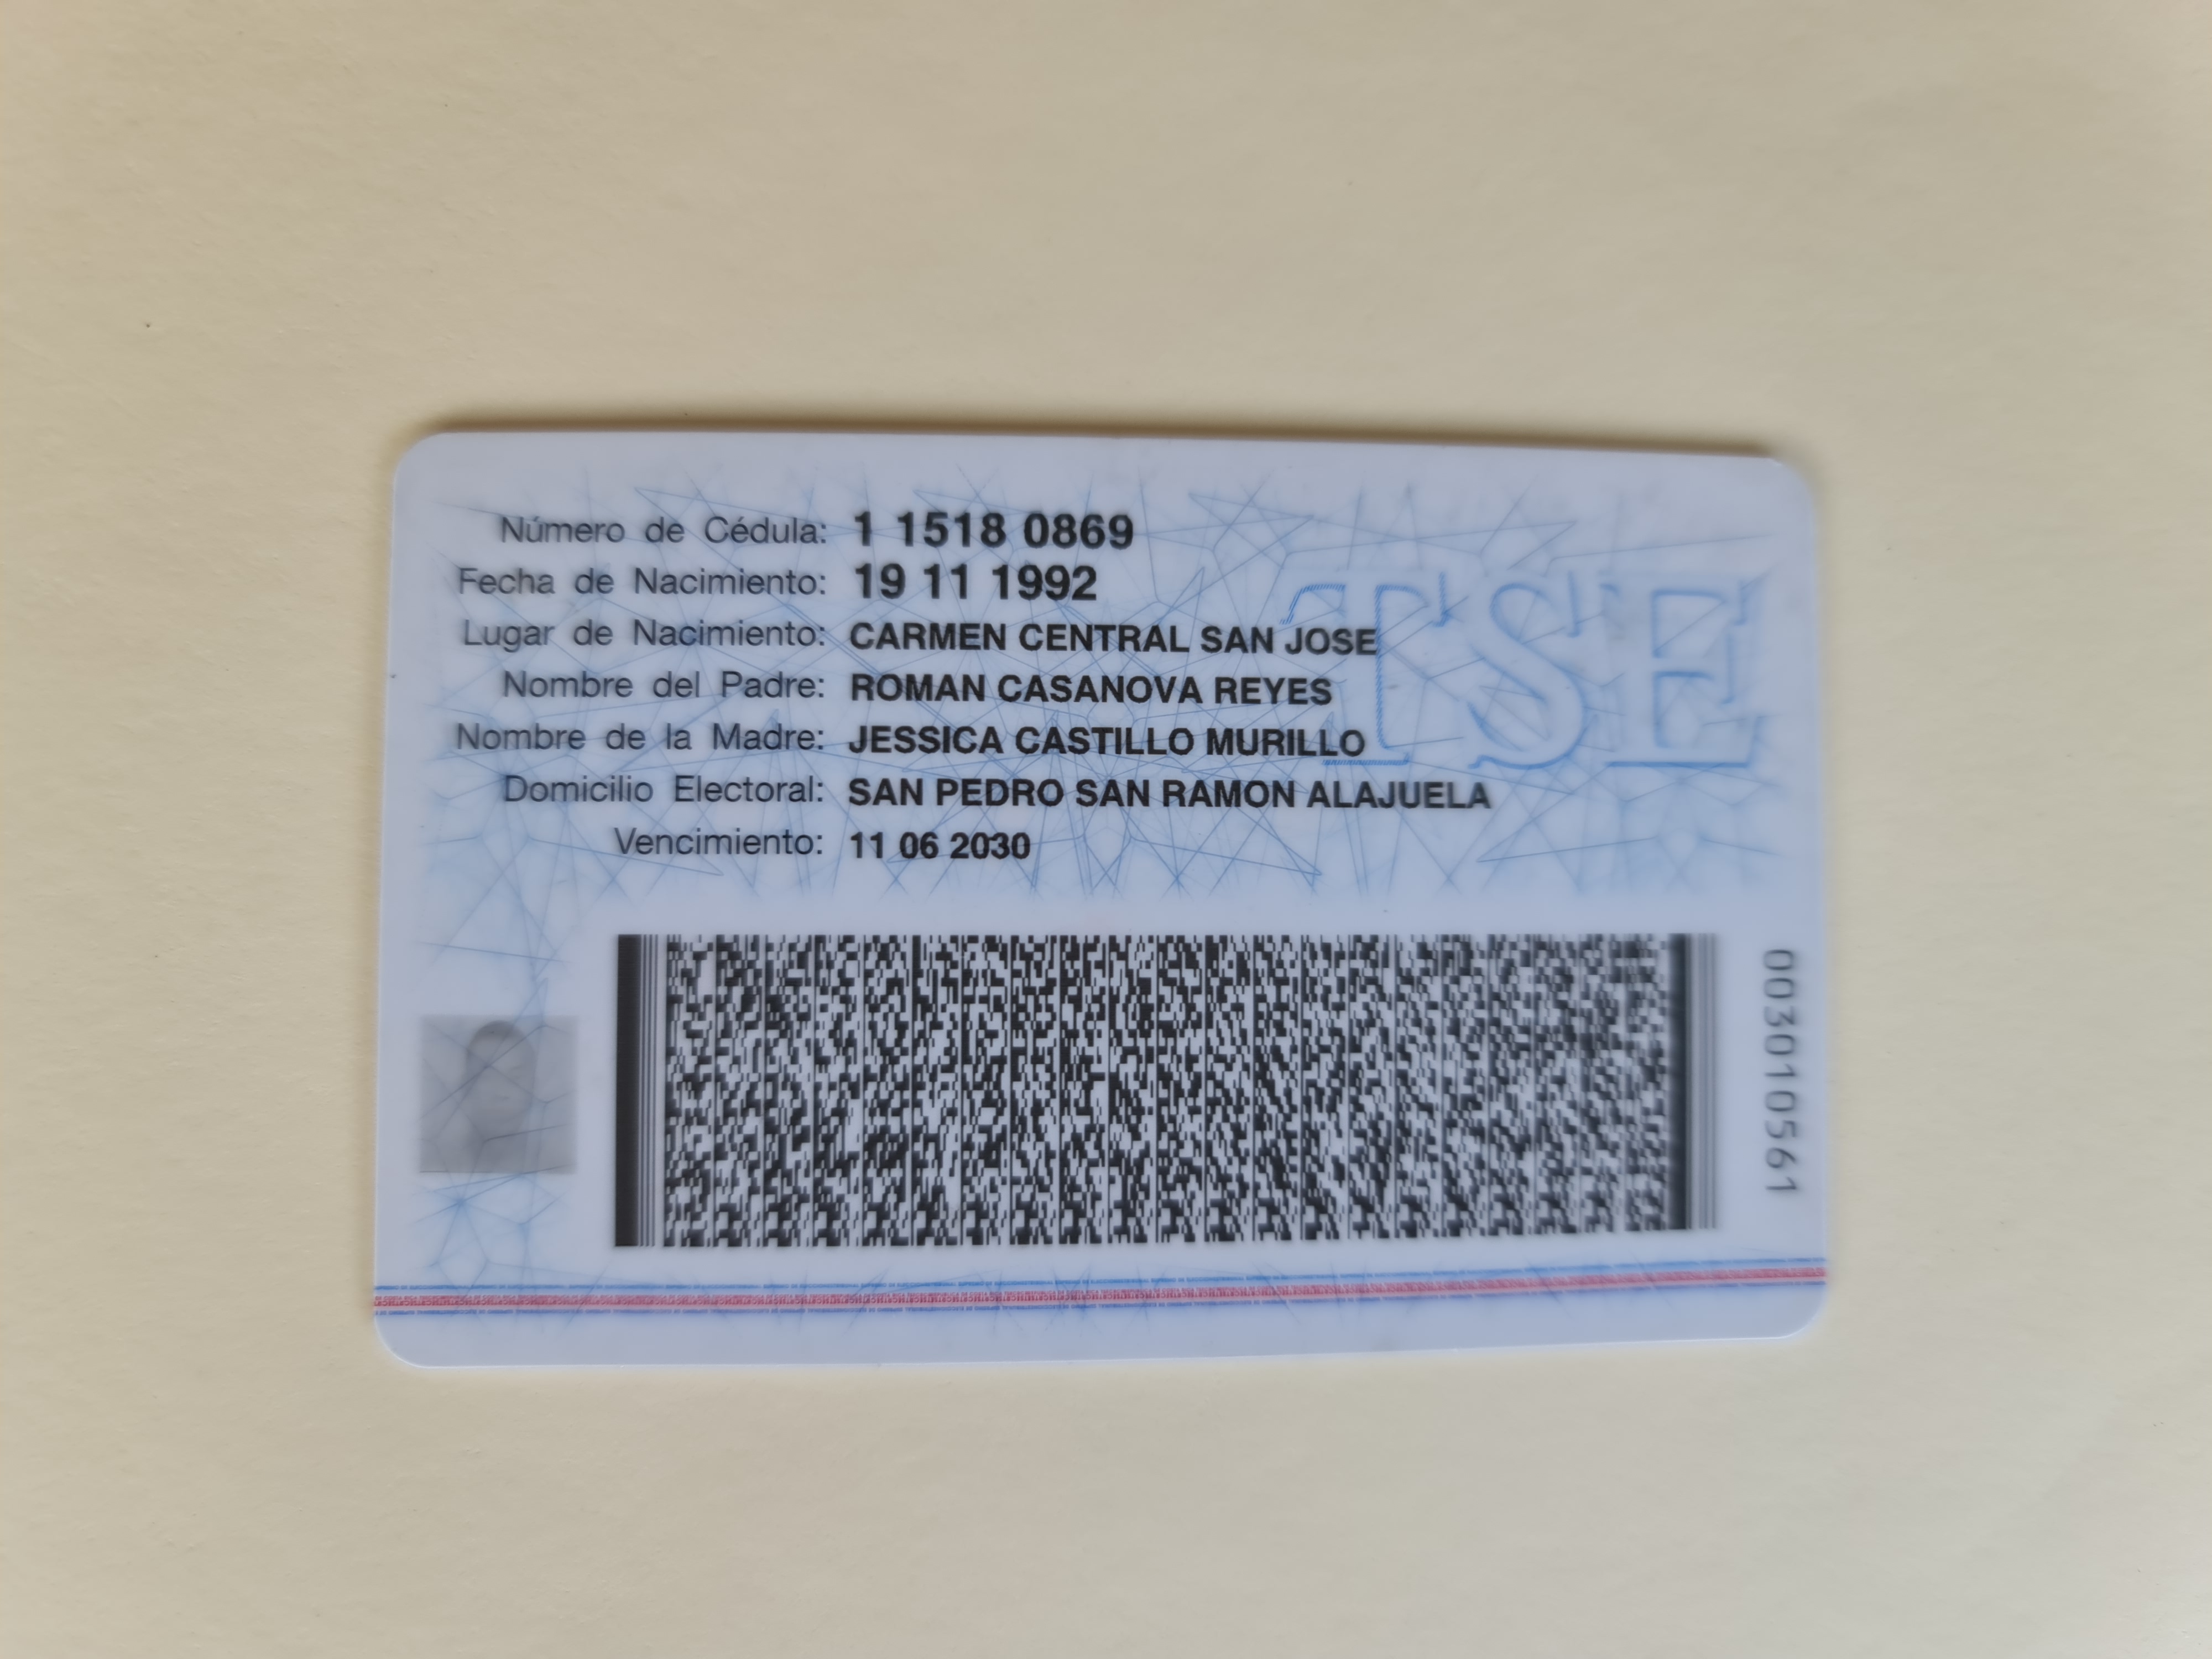 Número de Cédula: 1 1518 0869
Fecha de Nacimiento: 19 11 1992
Lugar de Nacimiento: CARMEN CENTRAL SAN JOSE
Nombre del Padre: ROMAN CASANOVA REYES
Nombre de la Madre: JESSICA CASTILLO MURILLO
Domicilio Electoral: SAN PEDRO SAN RAMON ALAJUELA
Vencimiento: 11 06 2030
TSE
003010561